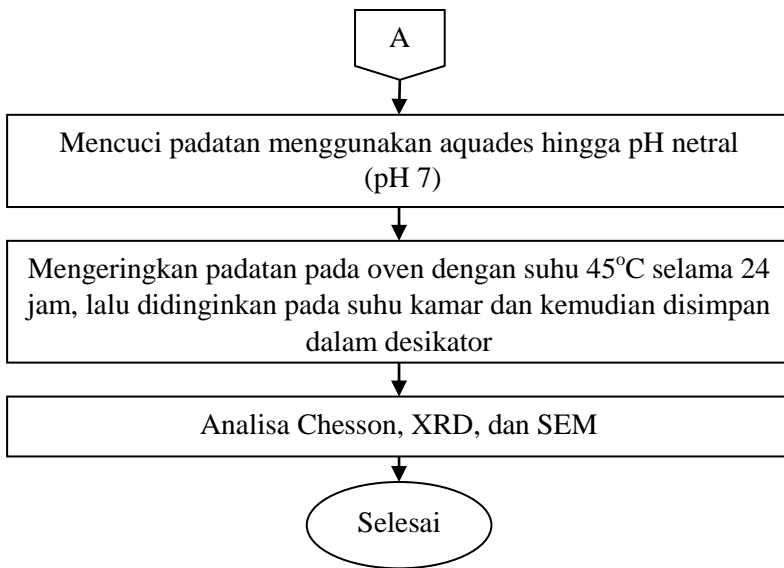 A
Mencuci padatan menggunakan aquades hingga pH netral
(pH 7)
Mengeringkan padatan pada oven dengan suhu 45°C selama 24
jam, lalu didinginkan pada suhu kamar dan kemudian disimpan
dalam desikator
Analisa Chesson, XRD, dan SEM
Selesai